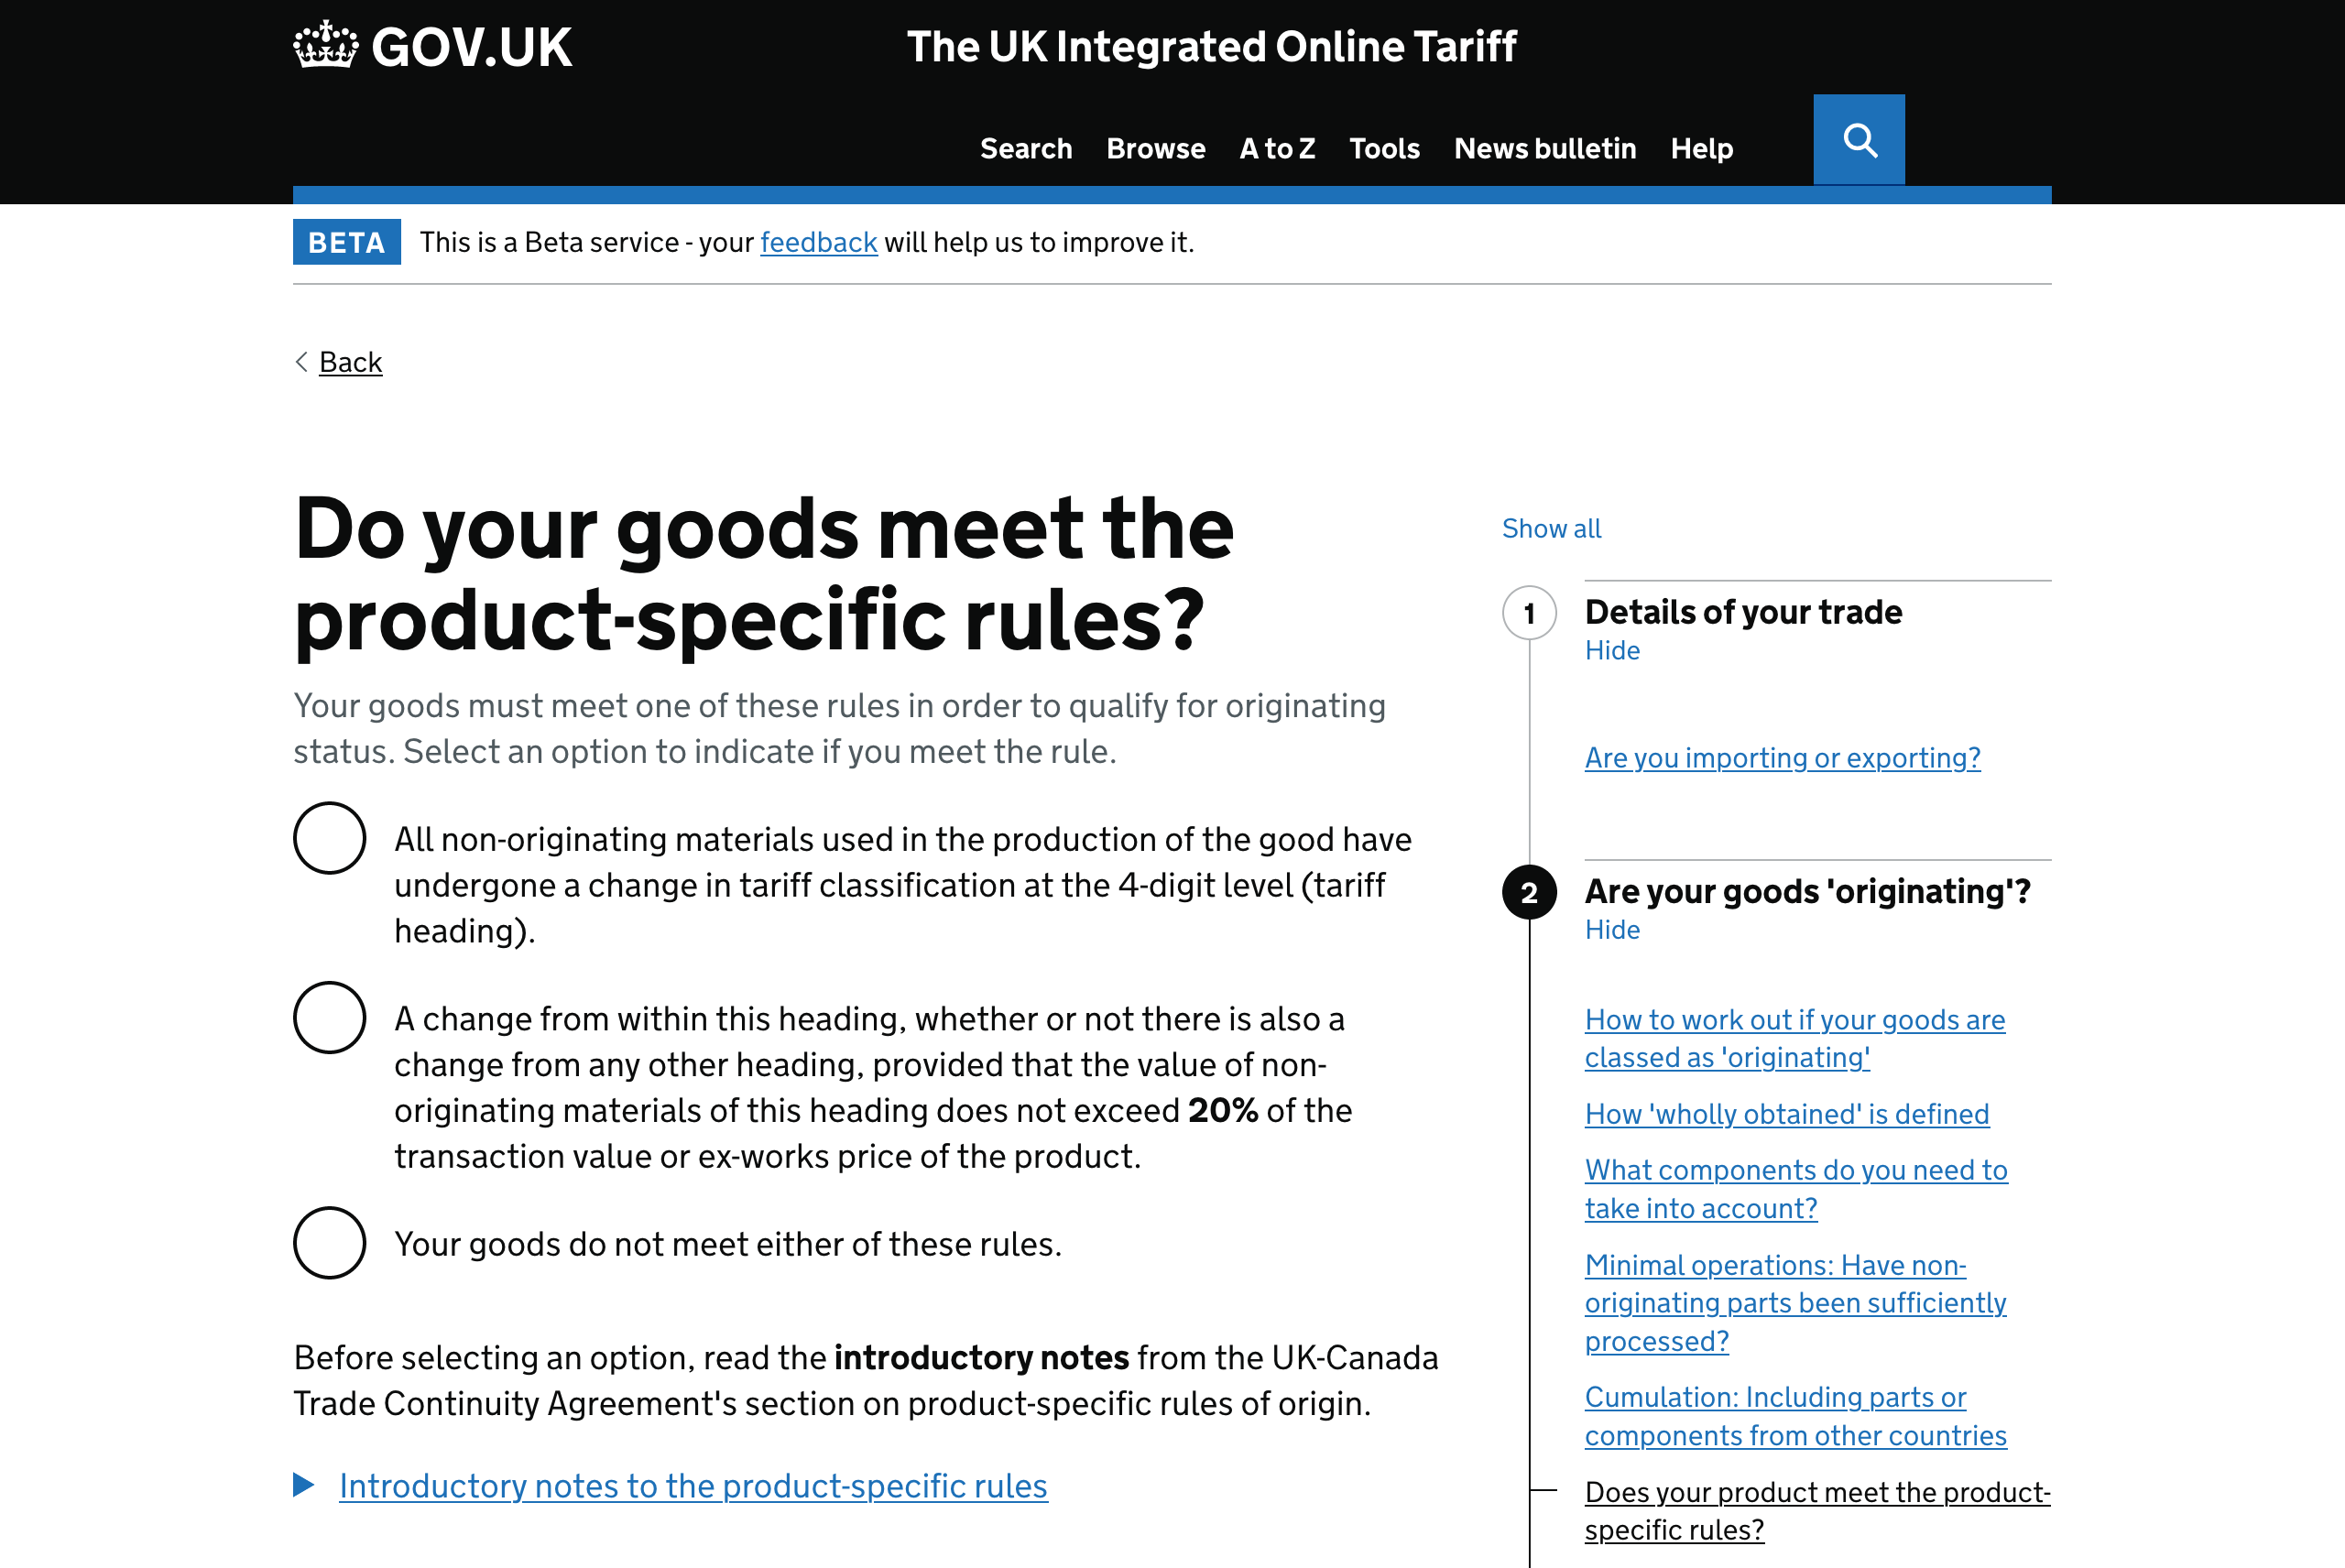 GOV.UK
The UK Integrated Online Tariff
Search Browse A to Z Tools News bulletin Help
BETA This is a Beta service - your feedback will help us to improve it.
Back
Do your goods meet the
product-specific rules?
Your goods must meet one of these rules in order to qualify for originating
status. Select an option to indicate if you meet the rule.
All non-originating materials used in the production of the good have
undergone a change in tariff classification at the 4-digit level (tariff
heading).
A change from within this heading, whether or not there is also a
change from any other heading, provided that the value of non-
originating materials of this heading does not exceed 20% of the
transaction value or ex-works price of the product.
Your goods do not meet either of these rules.
Before selecting an option, read the introductory notes from the UK-Canada
Trade Continuity Agreement's section on product-specific rules of origin.
Introductory notes to the product-specific rules
Show all
1 Details of your trade
Hide
Are you importing or exporting?
2 Are your goods 'originating'?
Hide
How to work out if your goods are
classed as 'originating'
How 'wholly obtained' is defined
What components do you need to
take into account?
Minimal operations: Have non-
originating parts been sufficiently
processed?
Cumulation: Including parts or
components from other countries
Does your product meet the product-
specific rules?